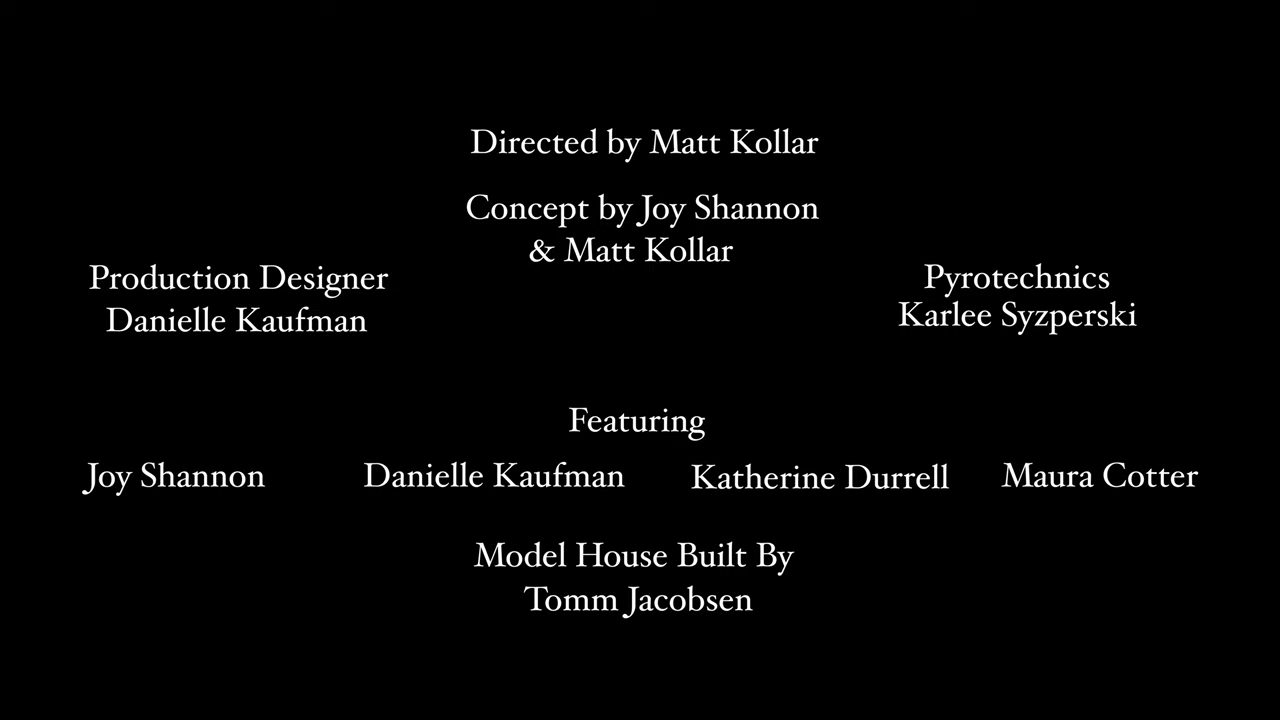 Directed by Matt Kollar
Concept by Joy Shannon
& Matt Kollar
Production Designer
Danielle Kaufman
Pyrotechnics
Karlee Syzperski
Featuring
Joy Shannon
Danielle Kaufman
Katherine Durrell
Maura Cotter
Model House Built By
Tomm Jacobsen